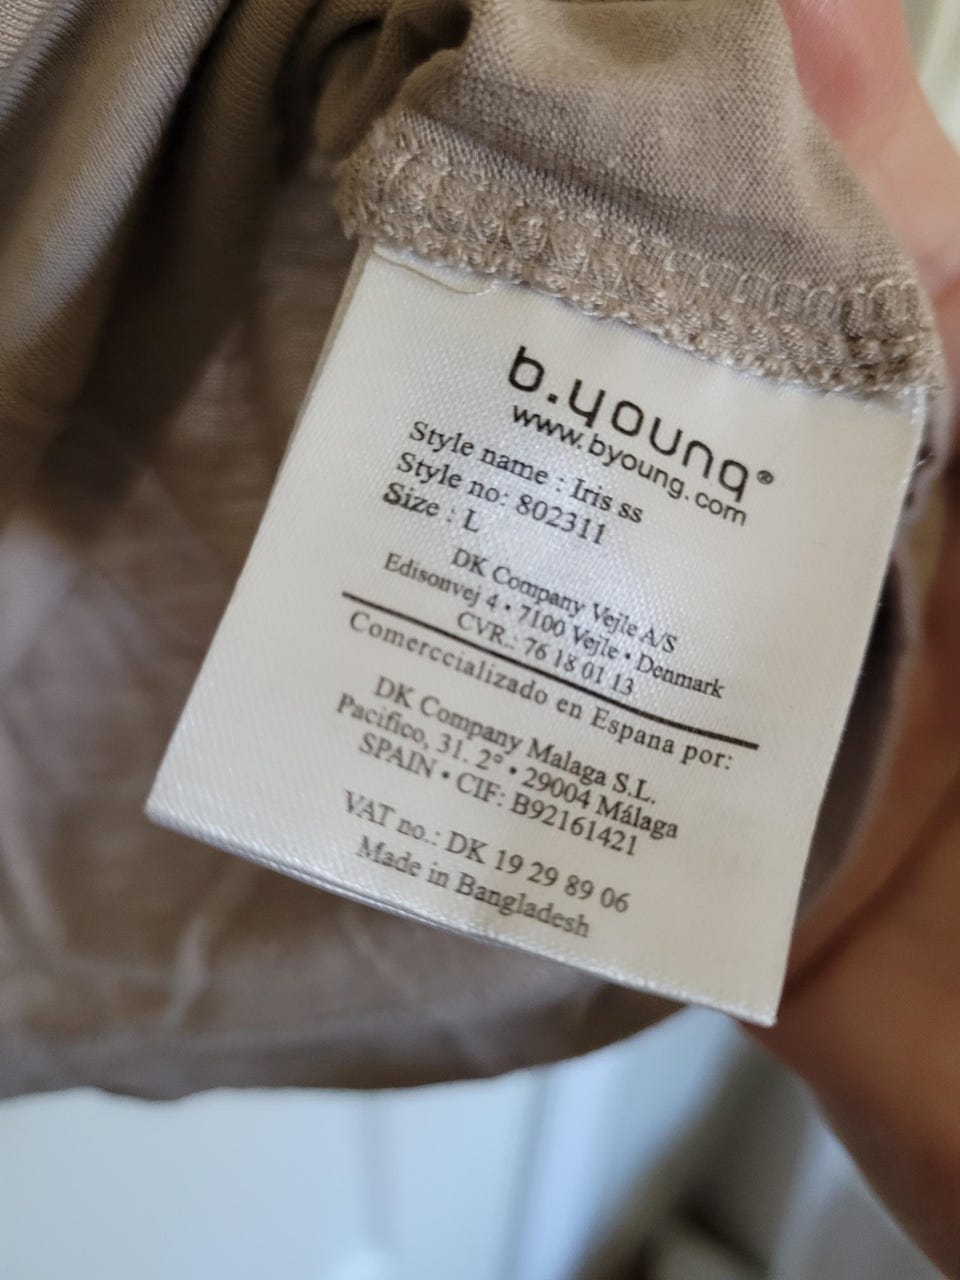 b.young®
www.byoung.com
Style name : Iris ss
Style no: 802311
Size : L
DK Company Vejle A/S
Edisonvej 4 • 7100 Vejle • Denmark
CVR.: 76 18 01 13
Comerccializado en Espana por:
DK Company Malaga S.L.
Pacifico, 31. 2° • 29004 Málaga
SPAIN • CIF: B92161421
VAT no.: DK 19 29 89 06
Made in Bangladesh